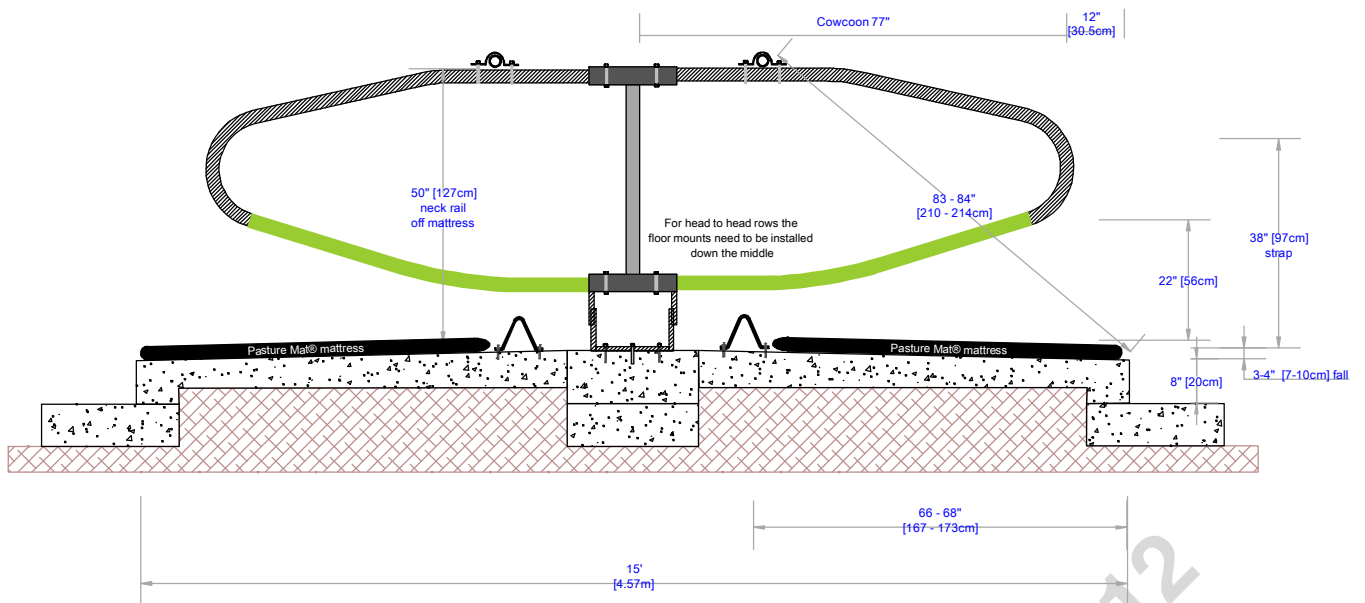 Cowcoon 77"
12"
[30.5cm]
50" [127cm]
neck rail
off mattress
83 - 84"
[210 - 214cm]
For head to head rows the
floor mounts need to be installed
down the middle
38" [97cm]
strap
22" [56cm]
Pasture Mat® mattress
Pasture Mat® mattress
8" [20cm]
3-4" [7-10cm] fall
66 - 68"
[167 - 173cm]
15'
[4.57m]
12